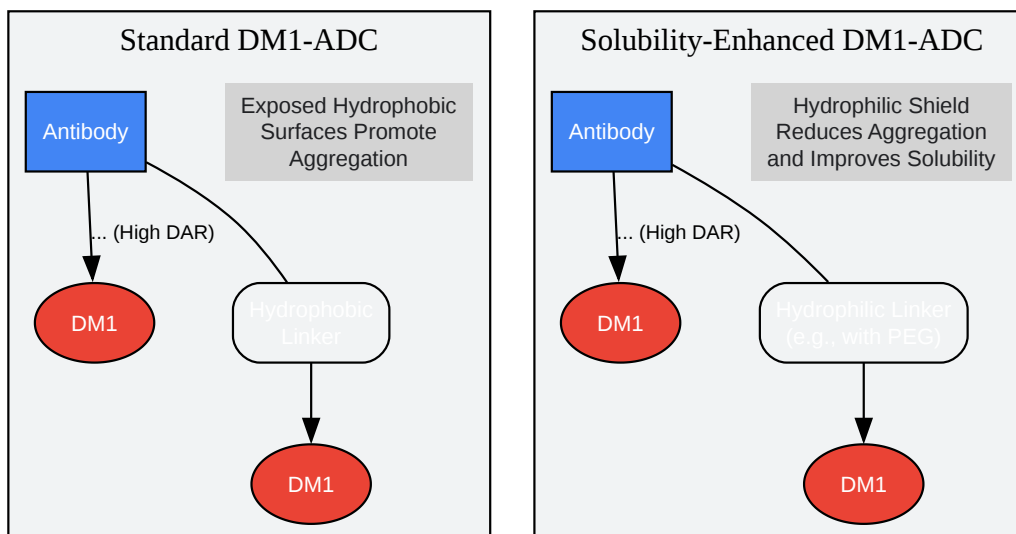 Standard DM1-ADC
Antibody
Exposed Hydrophobic
Surfaces Promote
Aggregation
... (High DAR)
DM1
Hydrophobic
Linker
DM1
Solubility-Enhanced DM1-ADC
Antibody
Hydrophilic Shield
Reduces Aggregation
and Improves Solubility
... (High DAR)
DM1
Hydrophilic Linker
(e.g., with PEG)
DM1